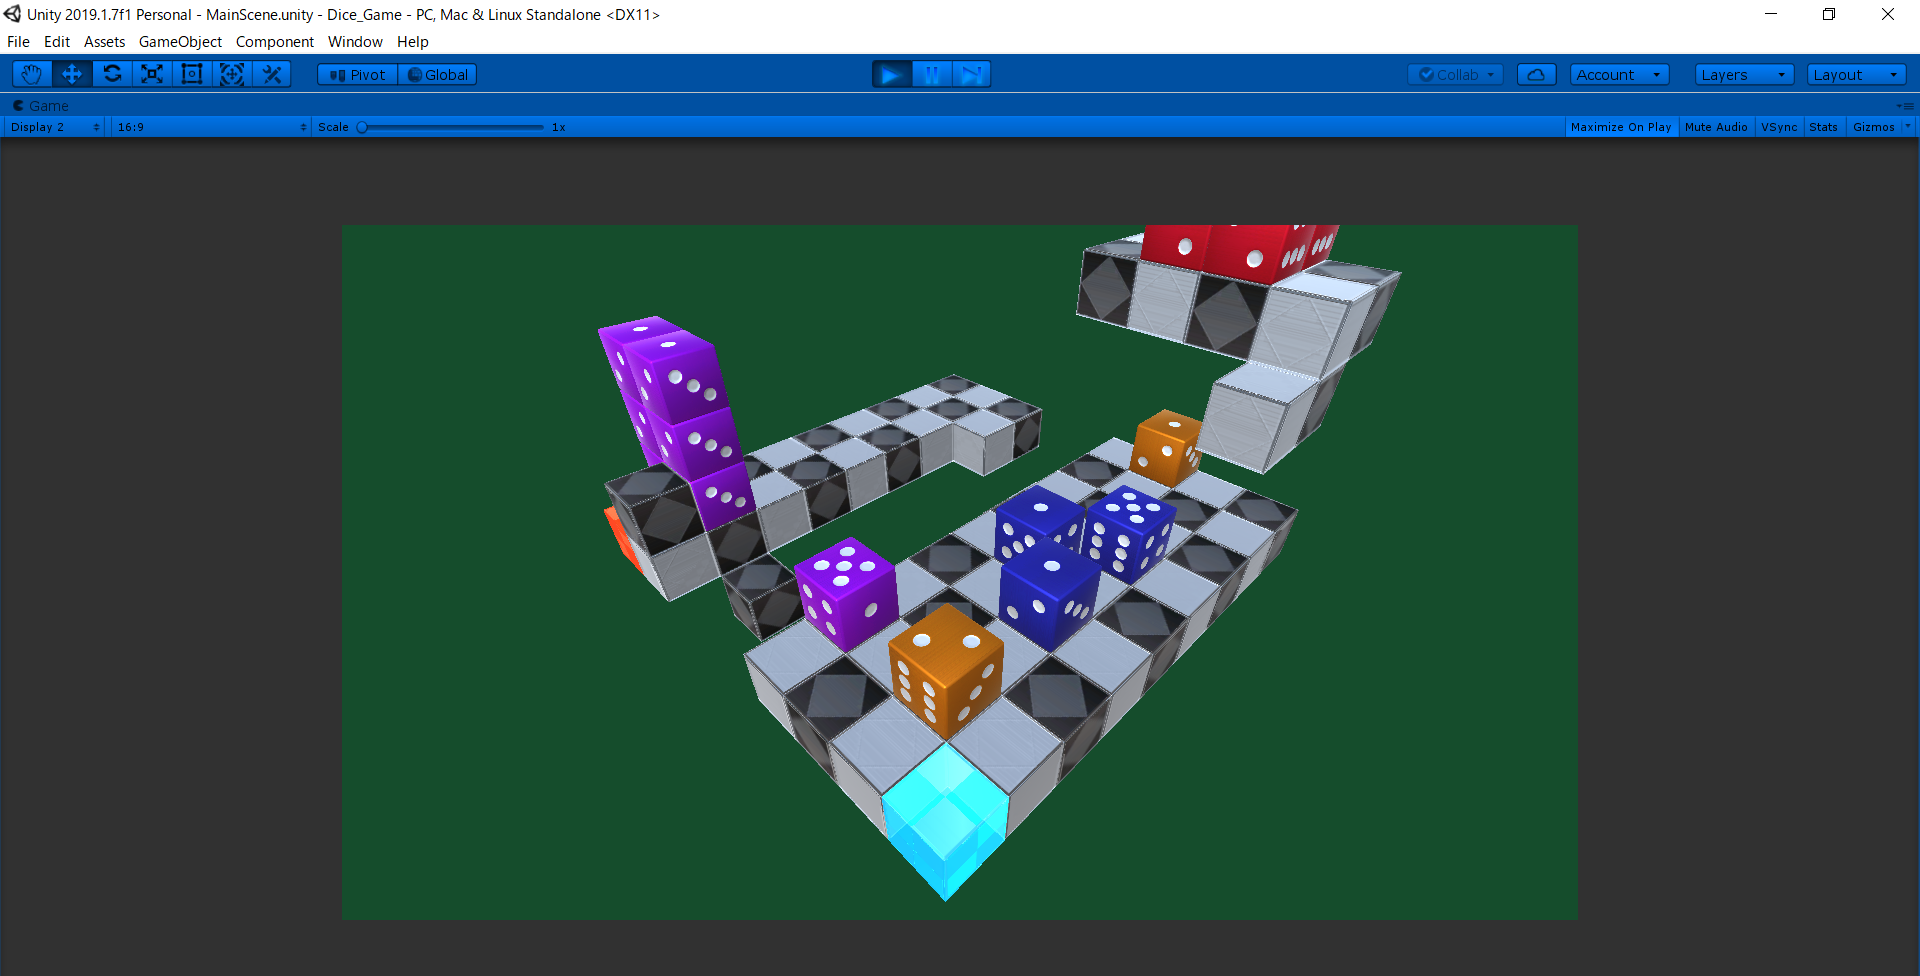 Unity 2019.1.7f1 Personal - MainScene.unity - Dice_Game - PC, Mac & Linux Standalone <DX11>
File Edit Assets GameObject Component Window Help
Pivot Global Collab Account Layers Layout
Game
Display 2 16:9 Scale 1x Maximize On Play Mute Audio VSync Stats Gizmos